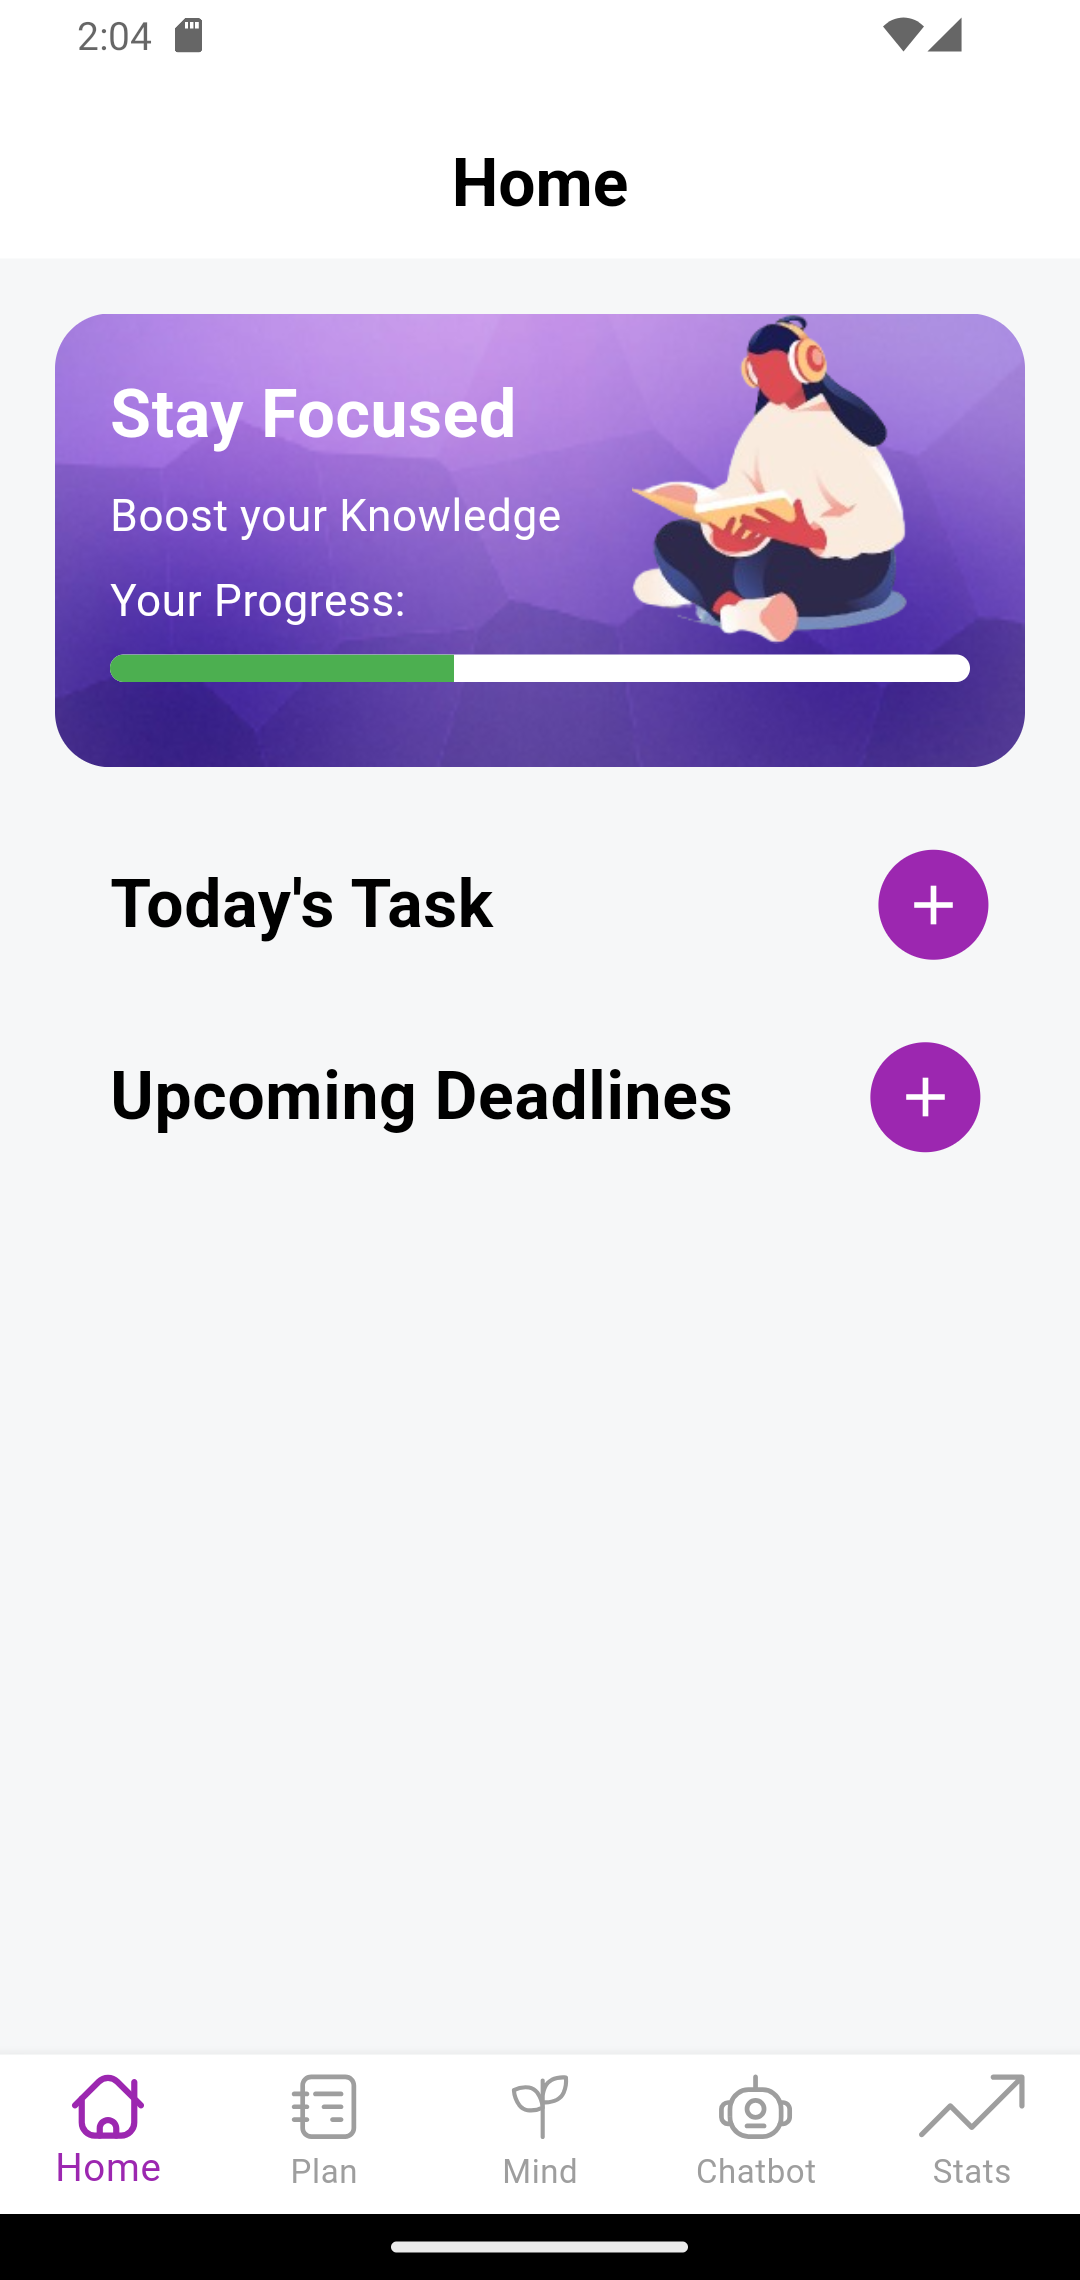 2:04
Home
Stay Focused
Boost your Knowledge
Your Progress:
Today's Task
Upcoming Deadlines
Home
Plan
Mind
Chatbot
Stats